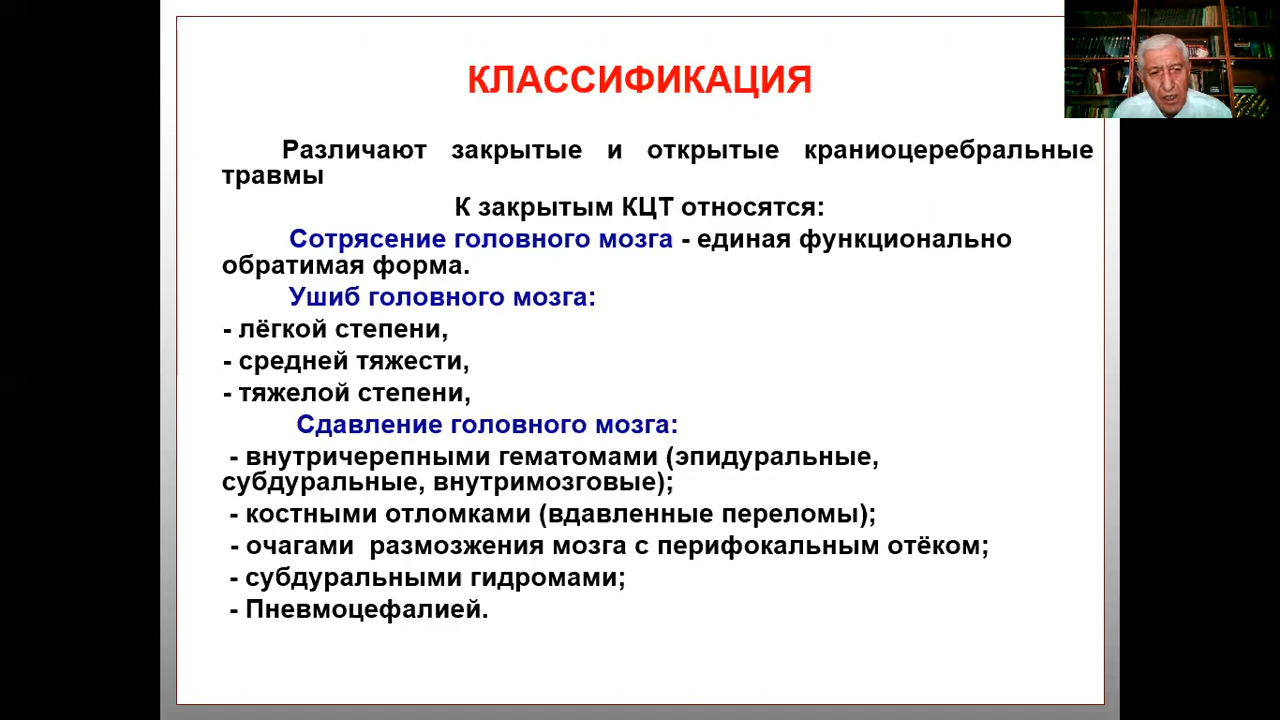 КЛАССИФИКАЦИЯ
Различают закрытые и открытые краниоцеребральные
травмы
К закрытым КЦТ относятся:
Сотрясение головного мозга - единая функционально
обратимая форма.
Ушиб головного мозга:
- лёгкой степени,
- средней тяжести,
- тяжелой степени,
Сдавление головного мозга:
- внутричерепными гематомами (эпидуральные,
субдуральные, внутримозговые);
- костными отломками (вдавленные переломы);
- очагами размозжения мозга с перифокальным отёком;
- субдуральными гидромами;
- Пневмоцефалией.